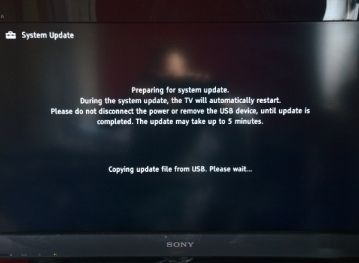 System Update
Preparing for system update.
During the system update, the TV will automatically restart.
Please do not disconnect the power or remove the USB device, until update is
completed. The update may take up to 5 minutes.
Copying update file from USB. Please wait...
SONY